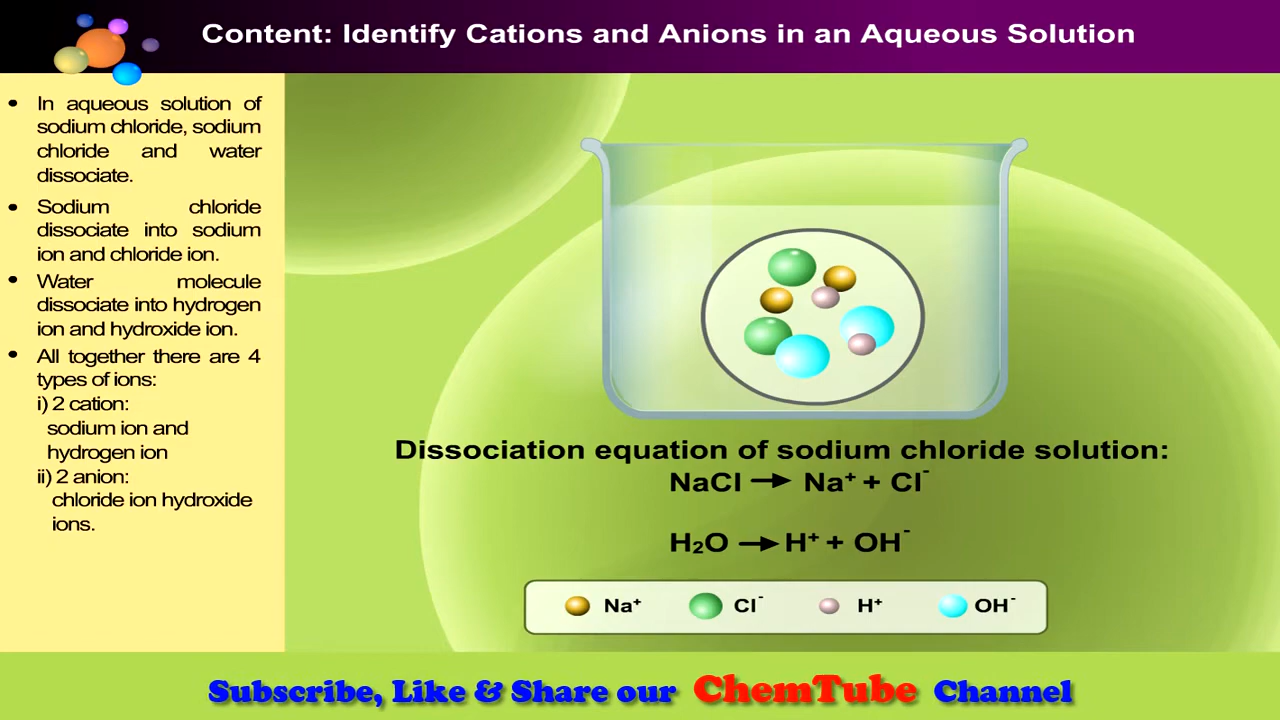 Content: Identify Cations and Anions in an Aqueous Solution
• In aqueous solution of
sodium chloride, sodium
chloride and water
dissociate.
• Sodium chloride
dissociate into sodium
ion and chloride ion.
• Water molecule
dissociate into hydrogen
ion and hydroxide ion.
• All together there are 4
types of ions:
i) 2 cation:
sodium ion and
hydrogen ion
ii) 2 anion:
chloride ion hydroxide
ions.
Dissociation equation of sodium chloride solution:
NaCl → Na⁺ + Cl⁻
H₂O → H⁺ + OH⁻
Na⁺ Cl⁻ H⁺ OH⁻
Subscribe, Like & Share our ChemTube Channel